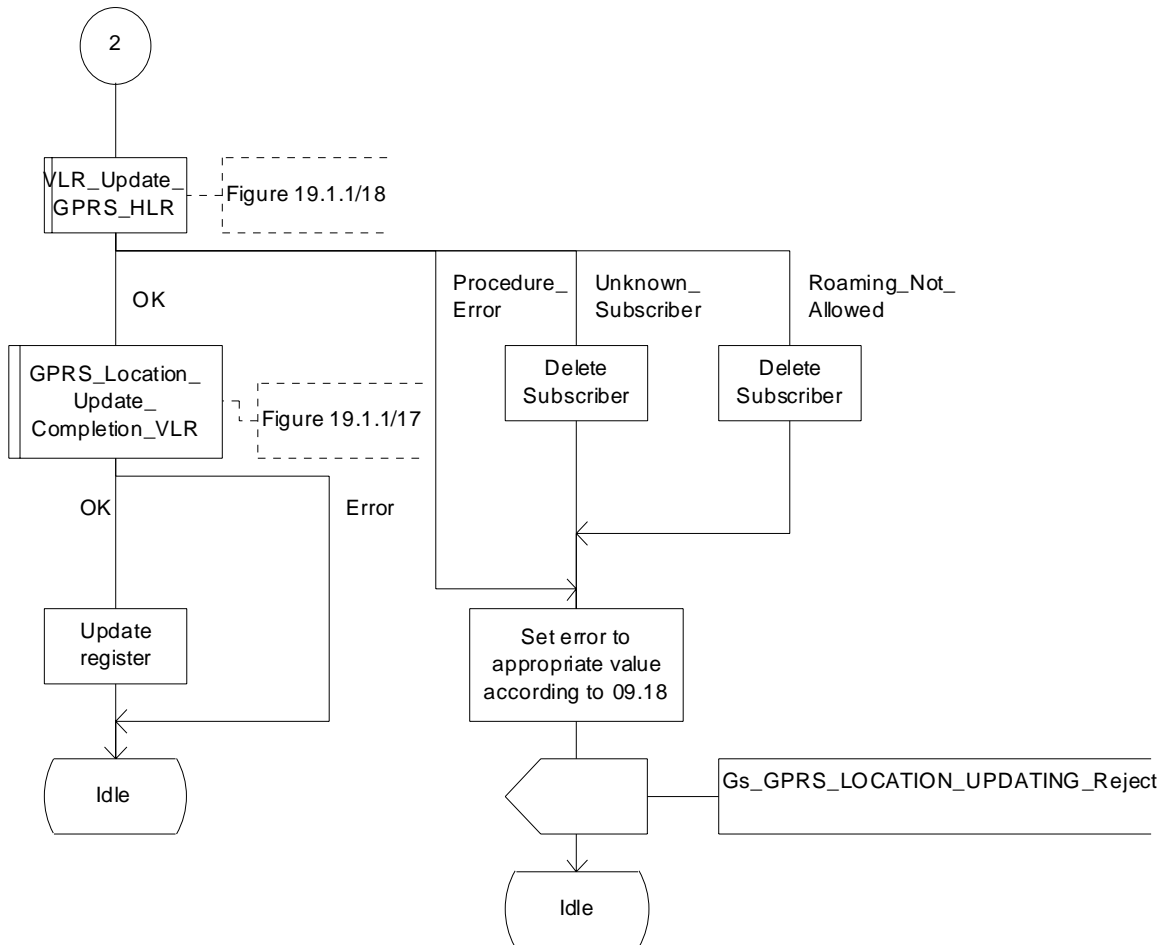 2
VLR_Update_
GPRS_HLR
Figure 19.1.1/18
OK
Procedure_
Error
Unknown_
Subscriber
Roaming_Not_
Allowed
GPRS_Location_
Update_
Completion_VLR
Figure 19.1.1/17
Delete
Subscriber
Delete
Subscriber
OK
Error
Update
register
Set error to
appropriate value
according to 09.18
Idle
Gs_GPRS_LOCATION_UPDATING_Reject
Idle